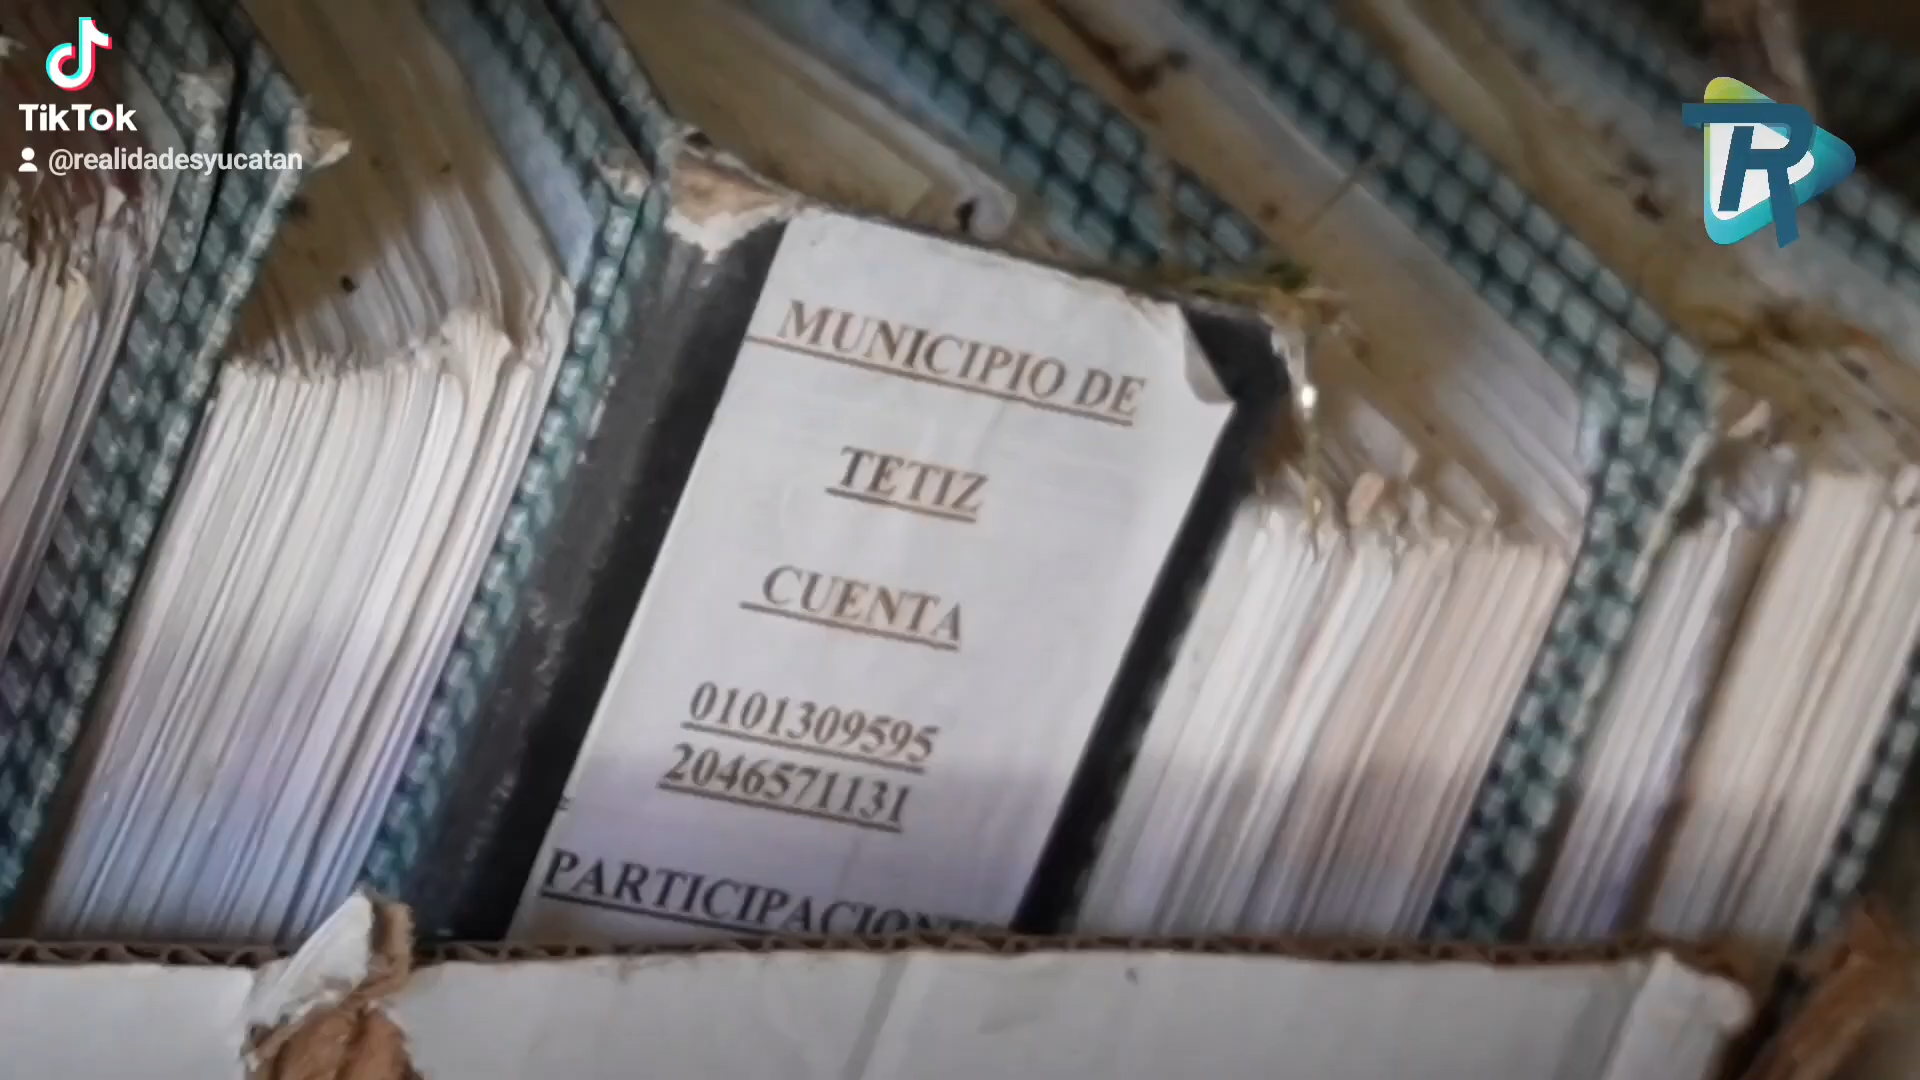 TikTok
@realidadesyucatan
R
MUNICIPIO DE
TETIZ
CUENTA
0101309595
2046571131